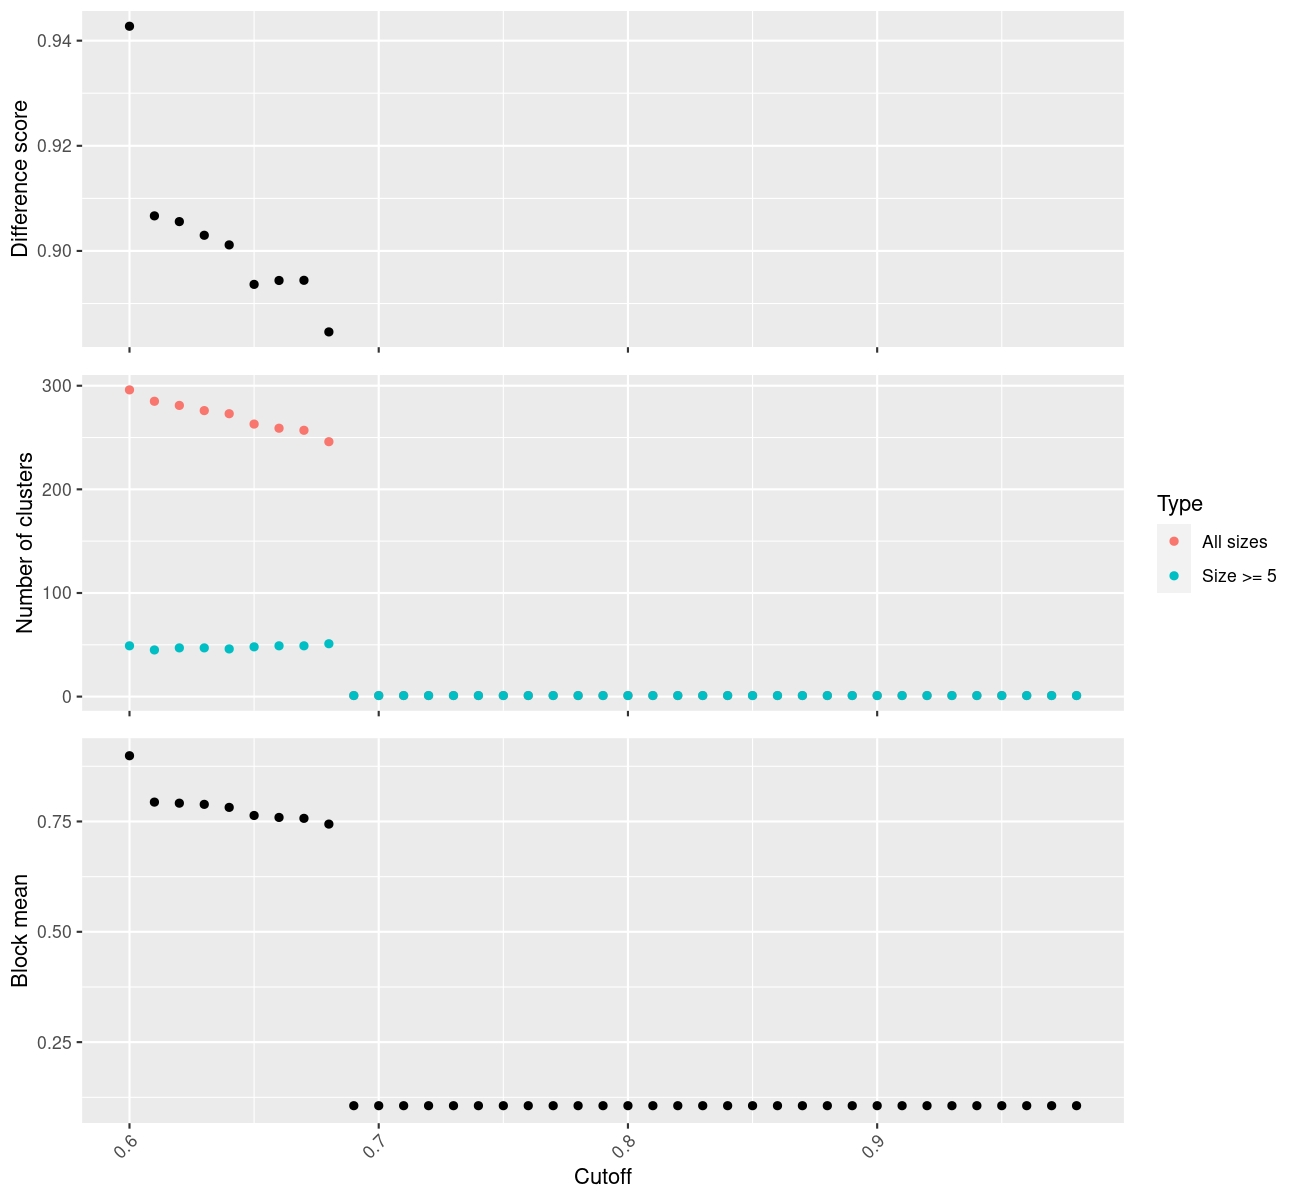 0.94
0.92
0.90
Difference score
300
200
100
0
Number of clusters
Type
All sizes
Size >= 5
0.75
0.50
0.25
Block mean
0.6
0.7
0.8
0.9
Cutoff